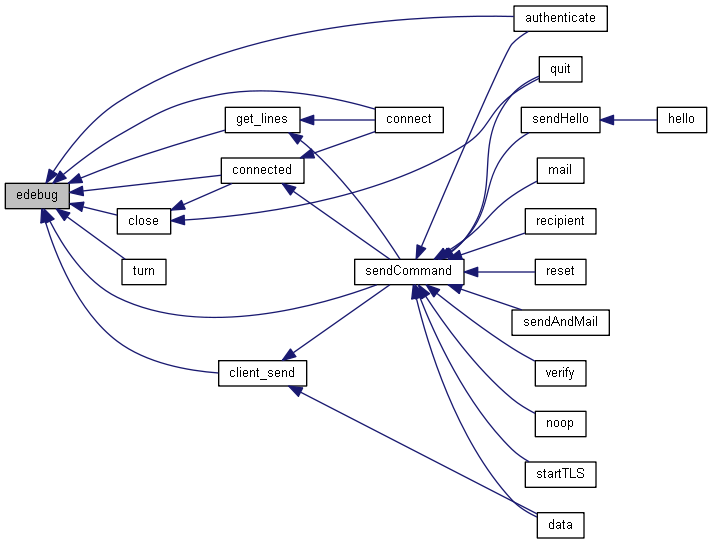 authenticate
quit
get_lines
connect
sendHello
hello
connected
mail
edebug
close
recipient
turn
sendCommand
reset
sendAndMail
client_send
verify
noop
startTLS
data